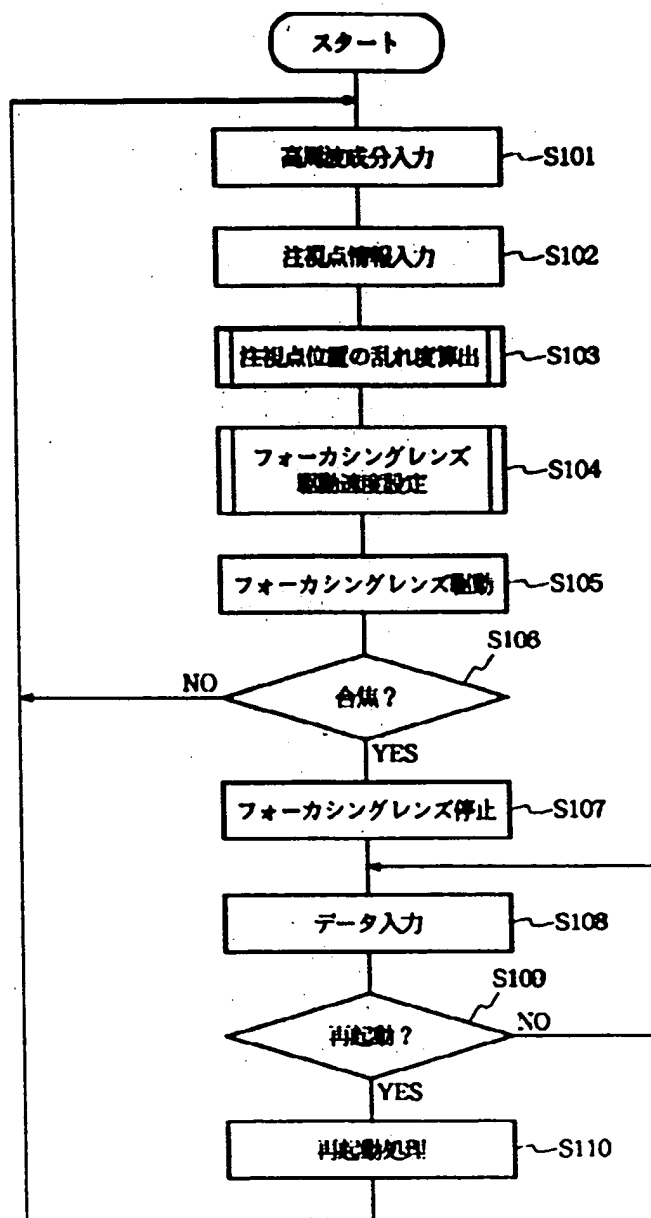 スタート
高周波成分入力
S101
注視点情報入力
S102
注視点位置の乱れ度算出
S103
フォーカシングレンズ
駆動速度設定
S104
フォーカシングレンズ駆動
S105
S106
合焦?
NO
YES
フォーカシングレンズ停止
S107
データ入力
S108
S109
再起動?
NO
YES
再起動処理
S110